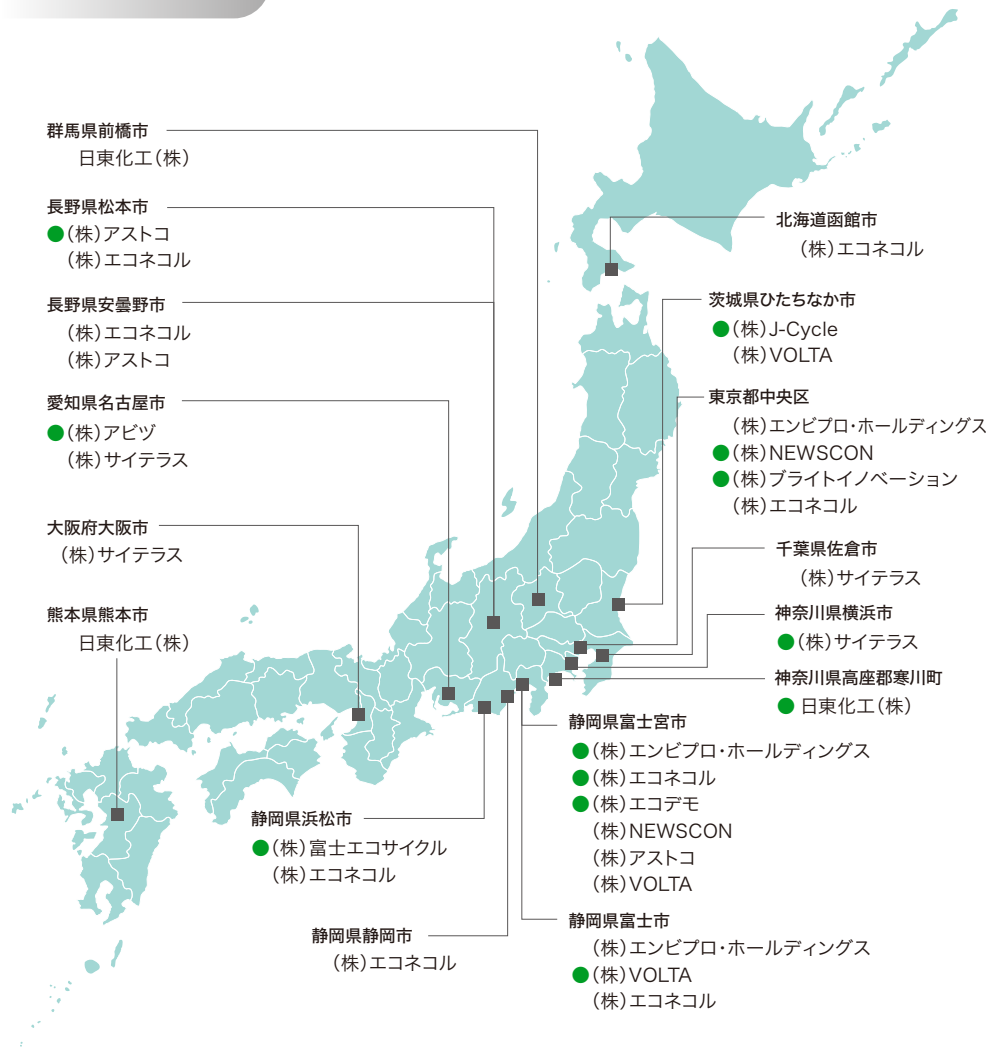 群馬県前橋市
日東化工(株)
長野県松本市
●(株)アストコ
(株)エコネコル
長野県安曇野市
(株)エコネコル
(株)アストコ
愛知県名古屋市
●(株)アビヅ
(株)サイテラス
大阪府大阪市
(株)サイテラス
熊本県熊本市
日東化工(株)
北海道函館市
(株)エコネコル
茨城県ひたちなか市
●(株)J-Cycle
(株)VOLTA
東京都中央区
(株)エンビプロ・ホールディングス
●(株)NEWSCON
●(株)ブライトイノベーション
(株)エコネコル
千葉県佐倉市
(株)サイテラス
神奈川県横浜市
●(株)サイテラス
神奈川県高座郡寒川町
●日東化工(株)
静岡県富士宮市
●(株)エンビプロ・ホールディングス
●(株)エコネコル
●(株)エコデモ
(株)NEWSCON
(株)アストコ
(株)VOLTA
静岡県浜松市
●(株)富士エコサイクル
(株)エコネコル
静岡県静岡市
(株)エコネコル
静岡県富士市
(株)エンビプロ・ホールディングス
●(株)VOLTA
(株)エコネコル